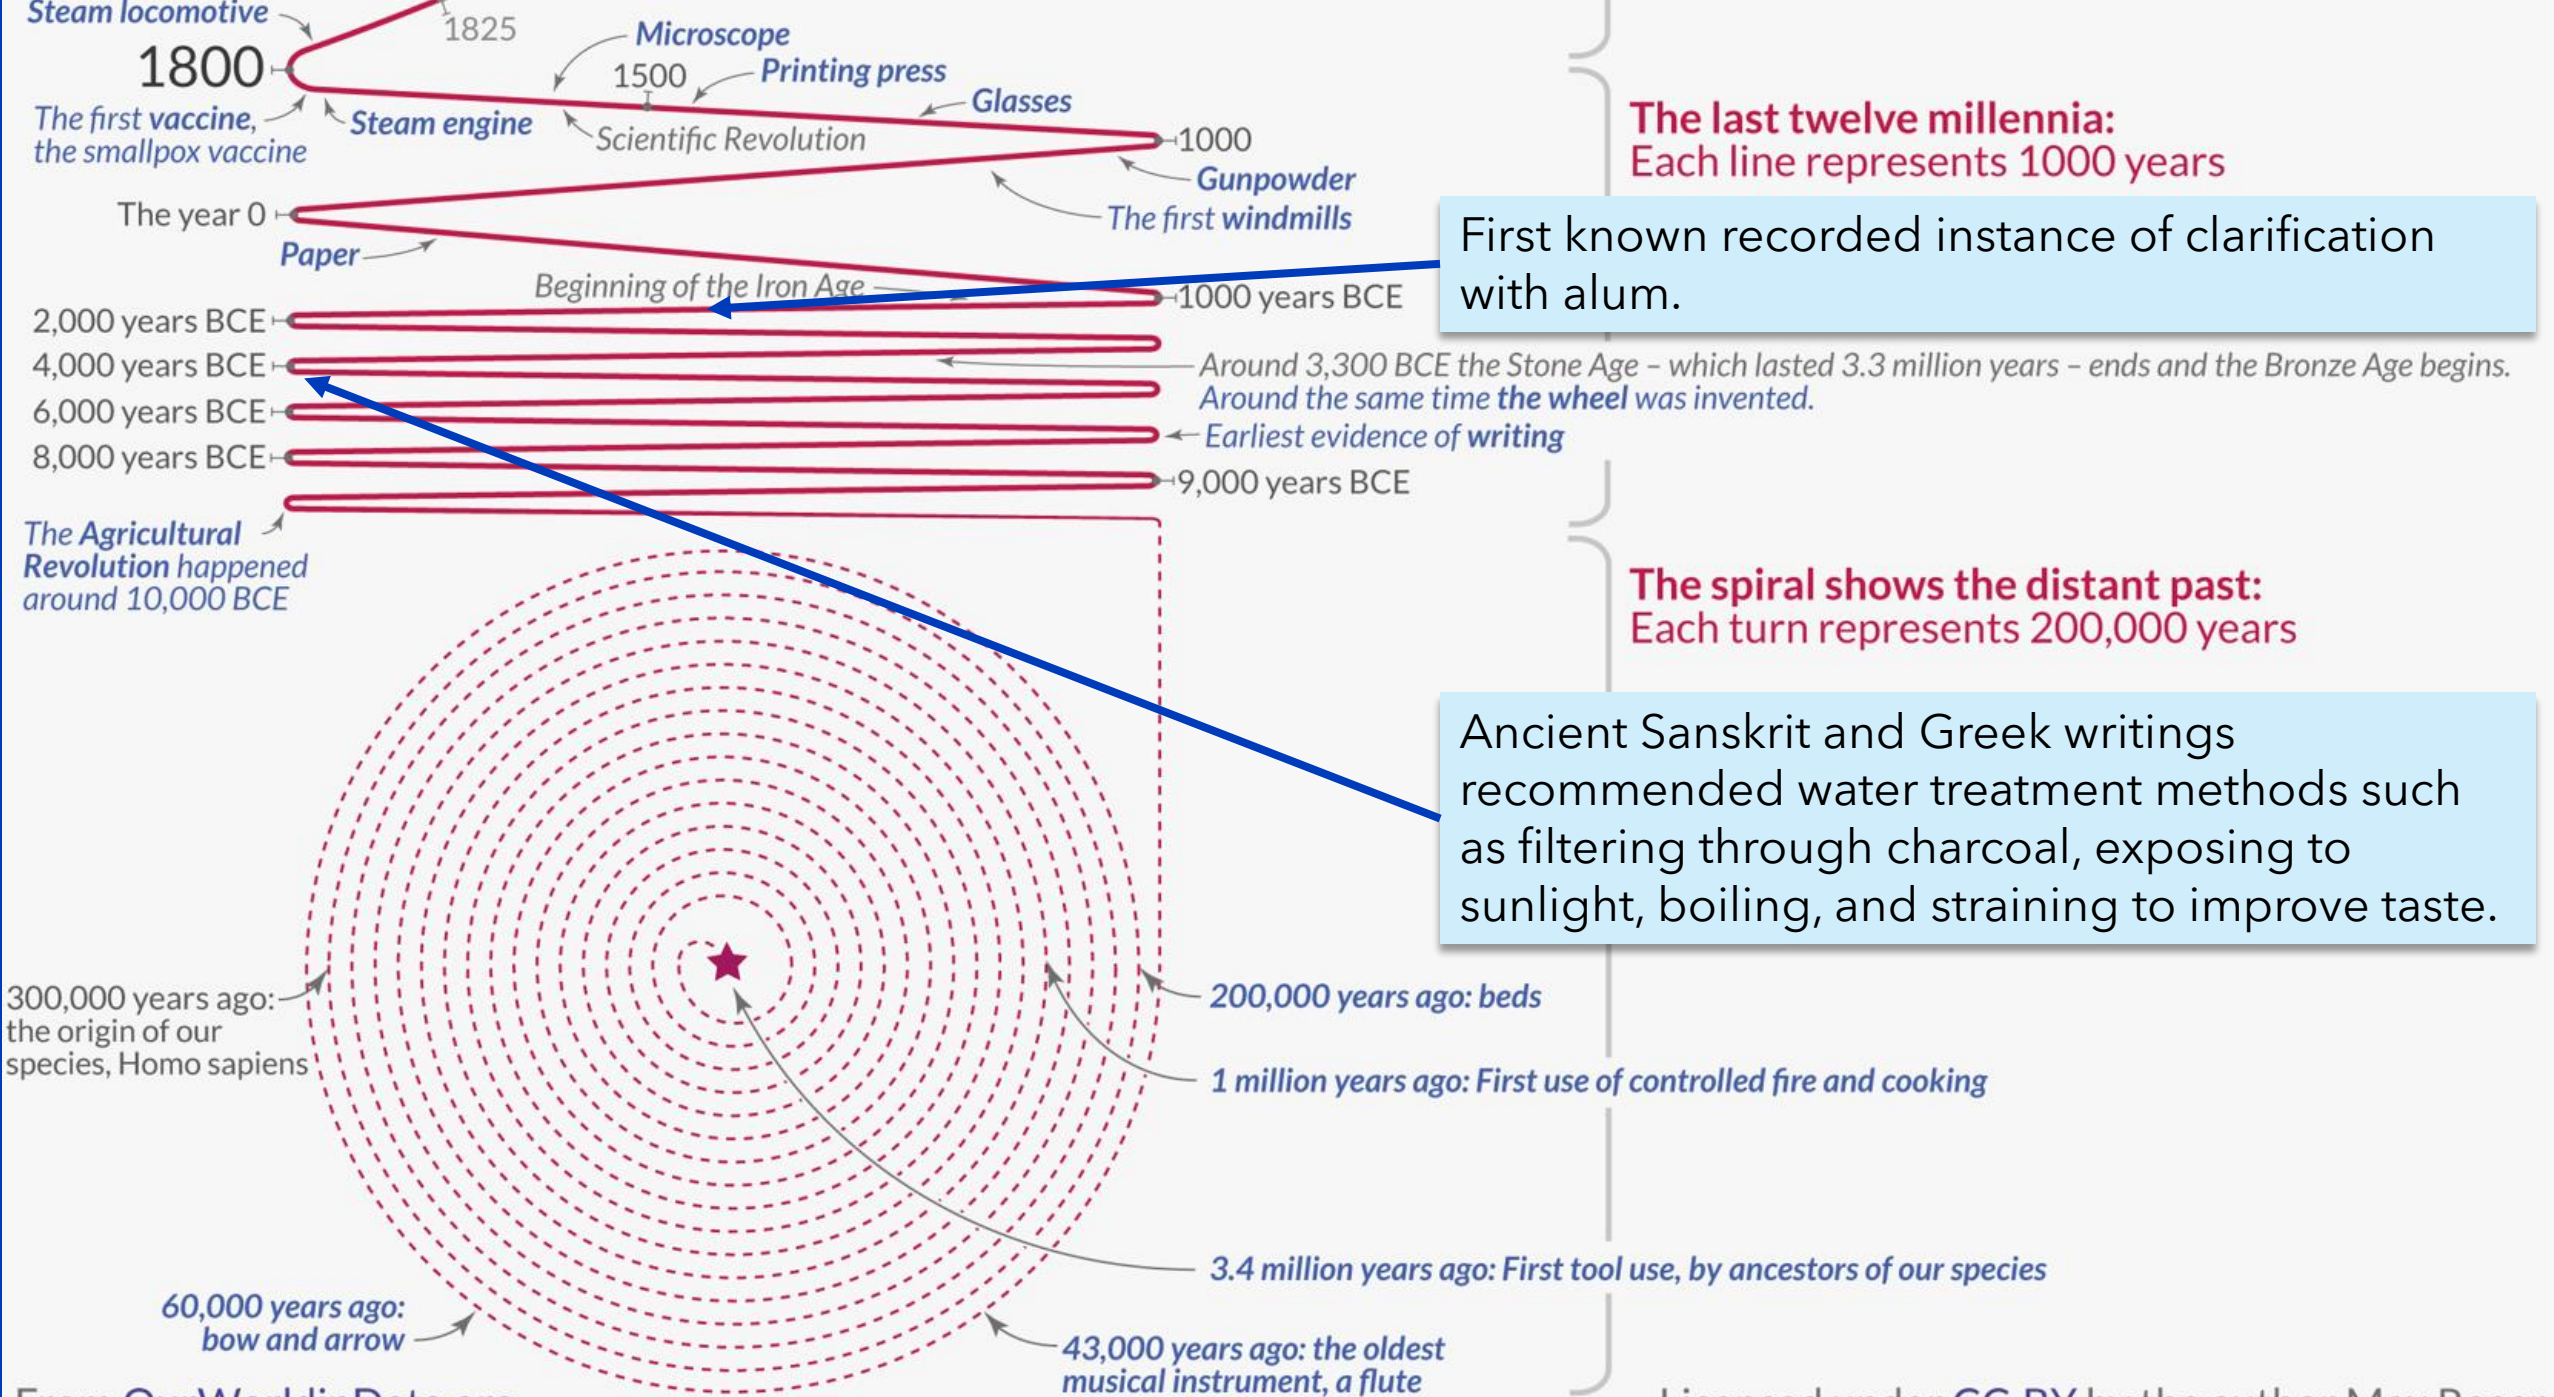 Steam locomotive
1825
1800
Microscope
1500
Printing press
Glasses
The first vaccine,
the smallpox vaccine
Steam engine
Scientific Revolution
1000
Gunpowder
The first windmills
The year 0
Paper
Beginning of the Iron Age
1000 years BCE
2,000 years BCE
4,000 years BCE
6,000 years BCE
8,000 years BCE
Around 3,300 BCE the Stone Age – which lasted 3.3 million years – ends and the Bronze Age begins.
Around the same time the wheel was invented.
Earliest evidence of writing
9,000 years BCE
The Agricultural
Revolution happened
around 10,000 BCE
The last twelve millennia:
Each line represents 1000 years
First known recorded instance of clarification
with alum.
The spiral shows the distant past:
Each turn represents 200,000 years
Ancient Sanskrit and Greek writings
recommended water treatment methods such
as filtering through charcoal, exposing to
sunlight, boiling, and straining to improve taste.
300,000 years ago:
the origin of our
species, Homo sapiens
200,000 years ago: beds
1 million years ago: First use of controlled fire and cooking
3.4 million years ago: First tool use, by ancestors of our species
60,000 years ago:
bow and arrow
43,000 years ago: the oldest
musical instrument, a flute